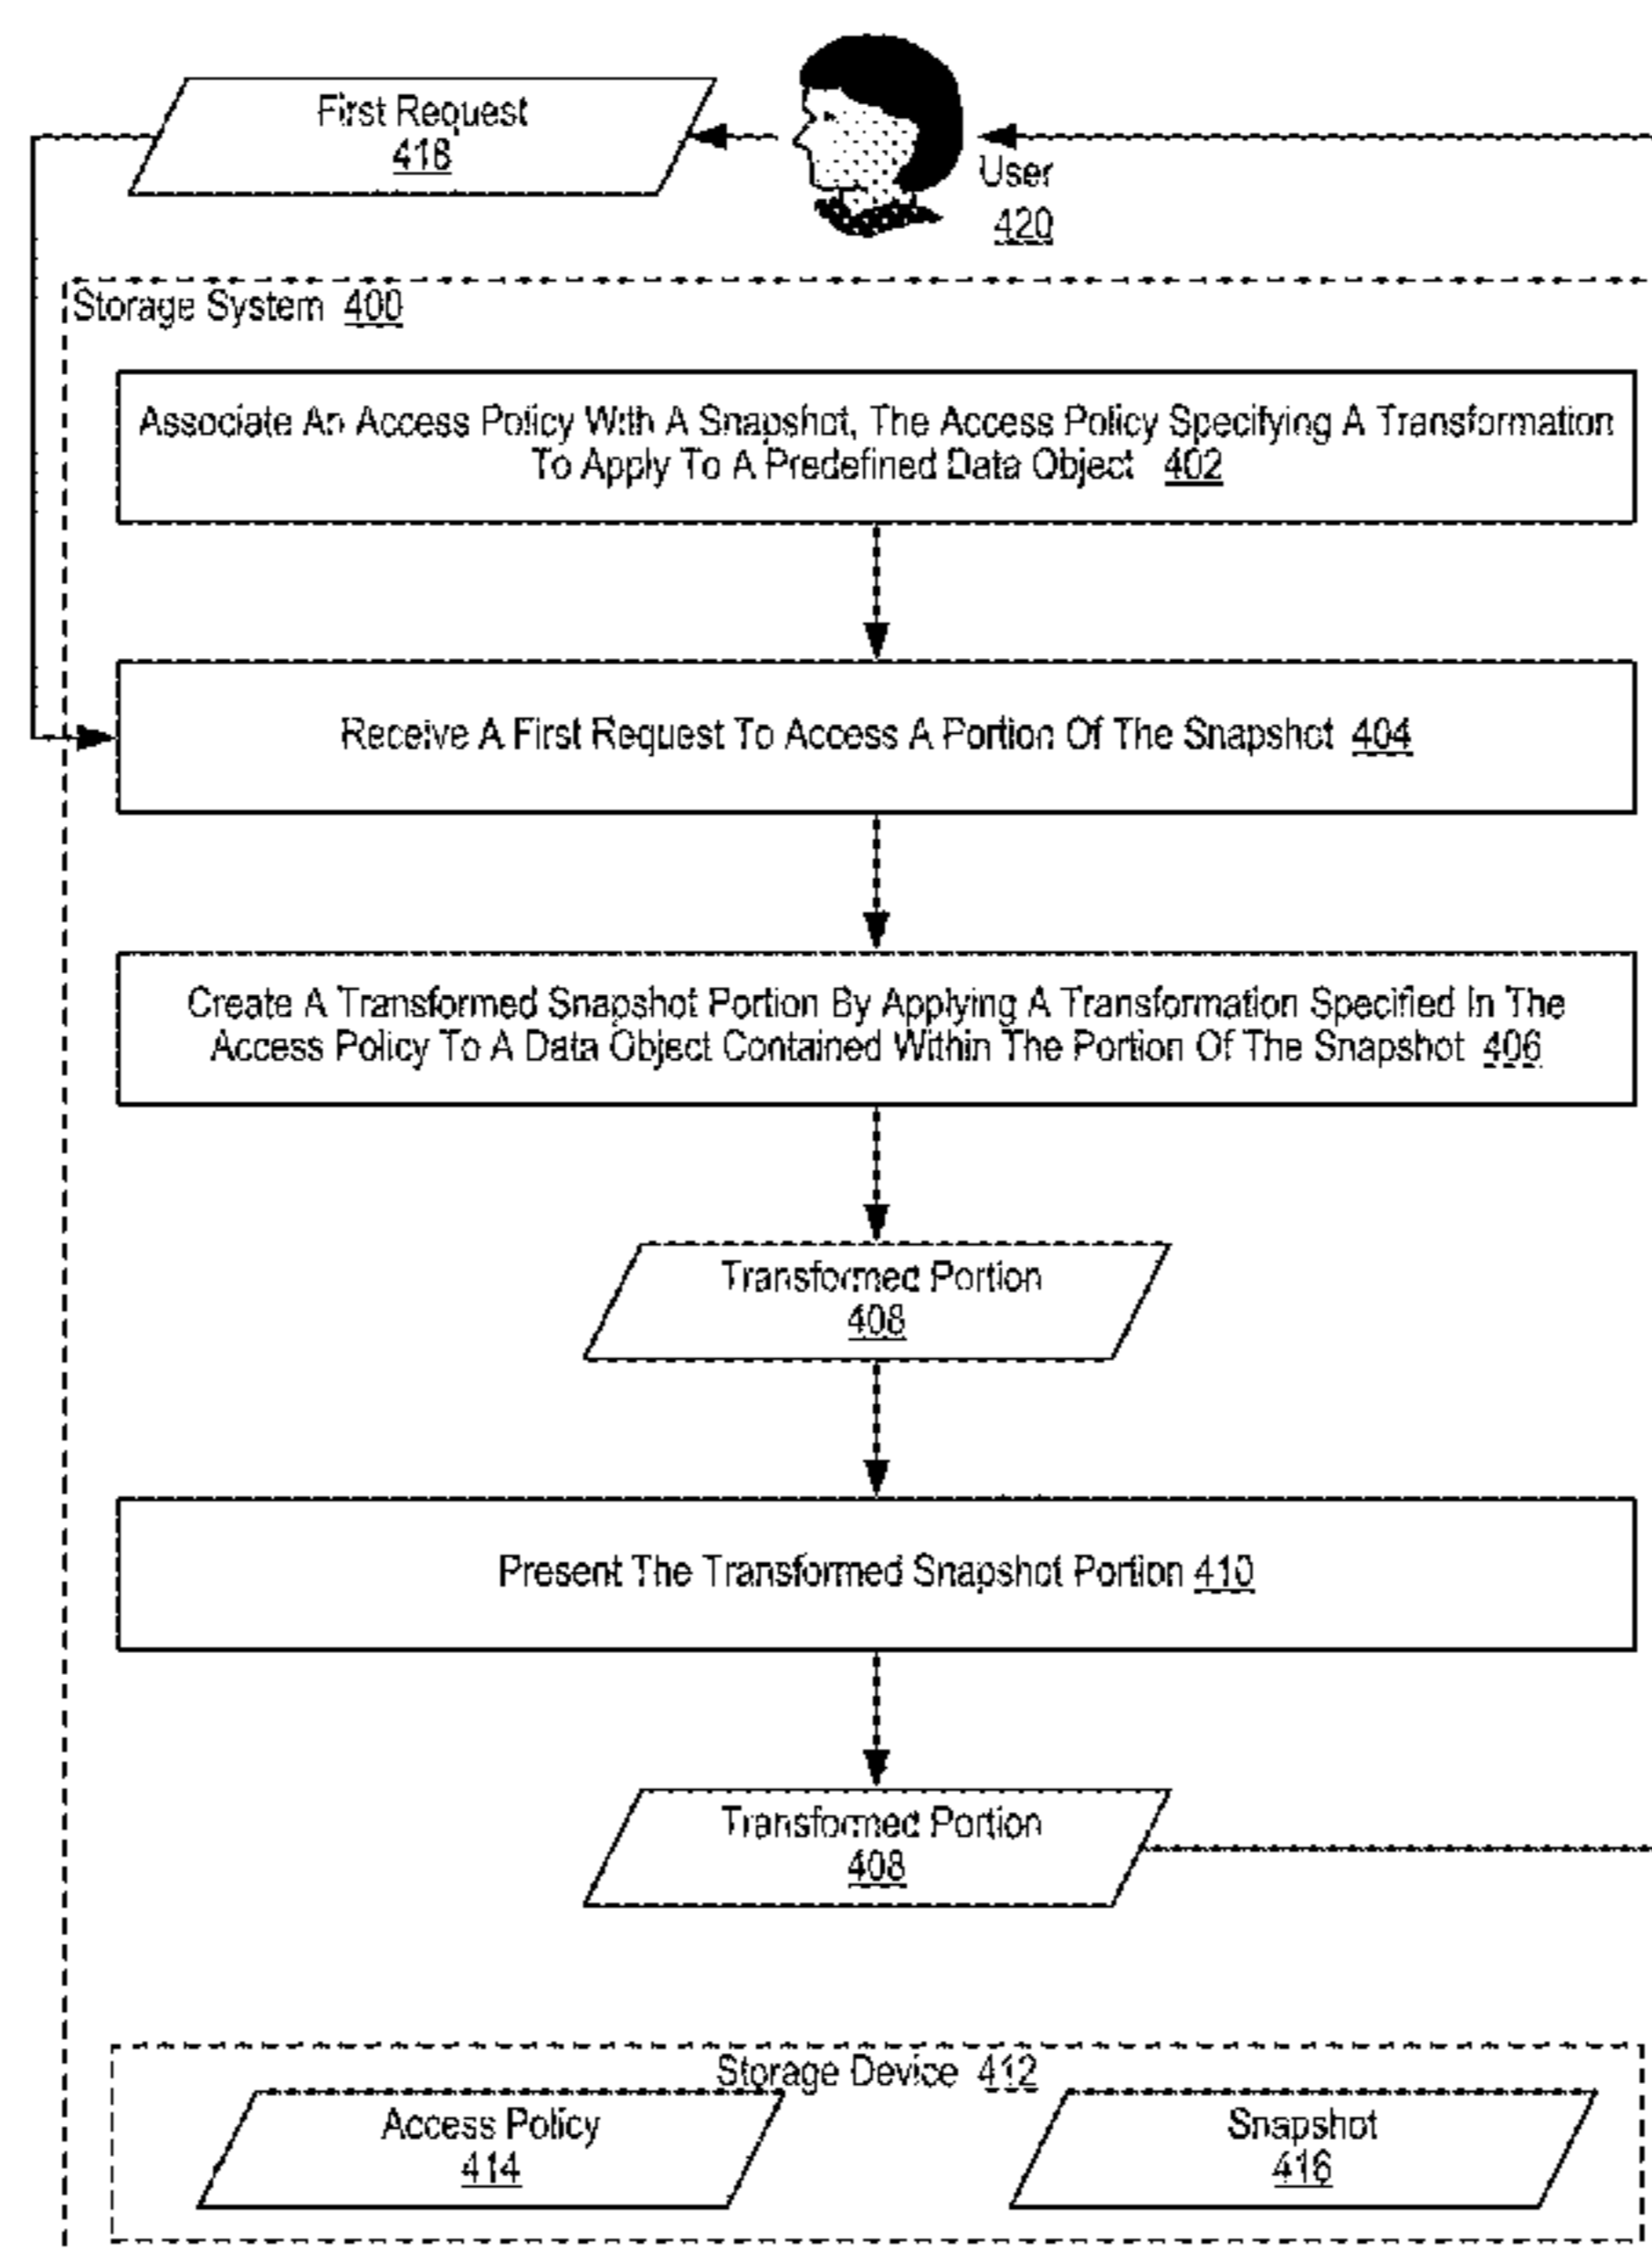 First Request
418
User
420
Storage System 400
Associate An Access Policy With A Snapshot, The Access Policy Specifying A Transformation
To Apply To A Predefined Data Object 402
Receive A First Request To Access A Portion Of The Snapshot 404
Create A Transformed Snapshot Portion By Applying A Transformation Specified In The
Access Policy To A Data Object Contained Within The Portion Of The Snapshot 406
Transformed Portion
408
Present The Transformed Snapshot Portion 410
Transformed Portion
408
Storage Device 412
Access Policy
414
Snapshot
416